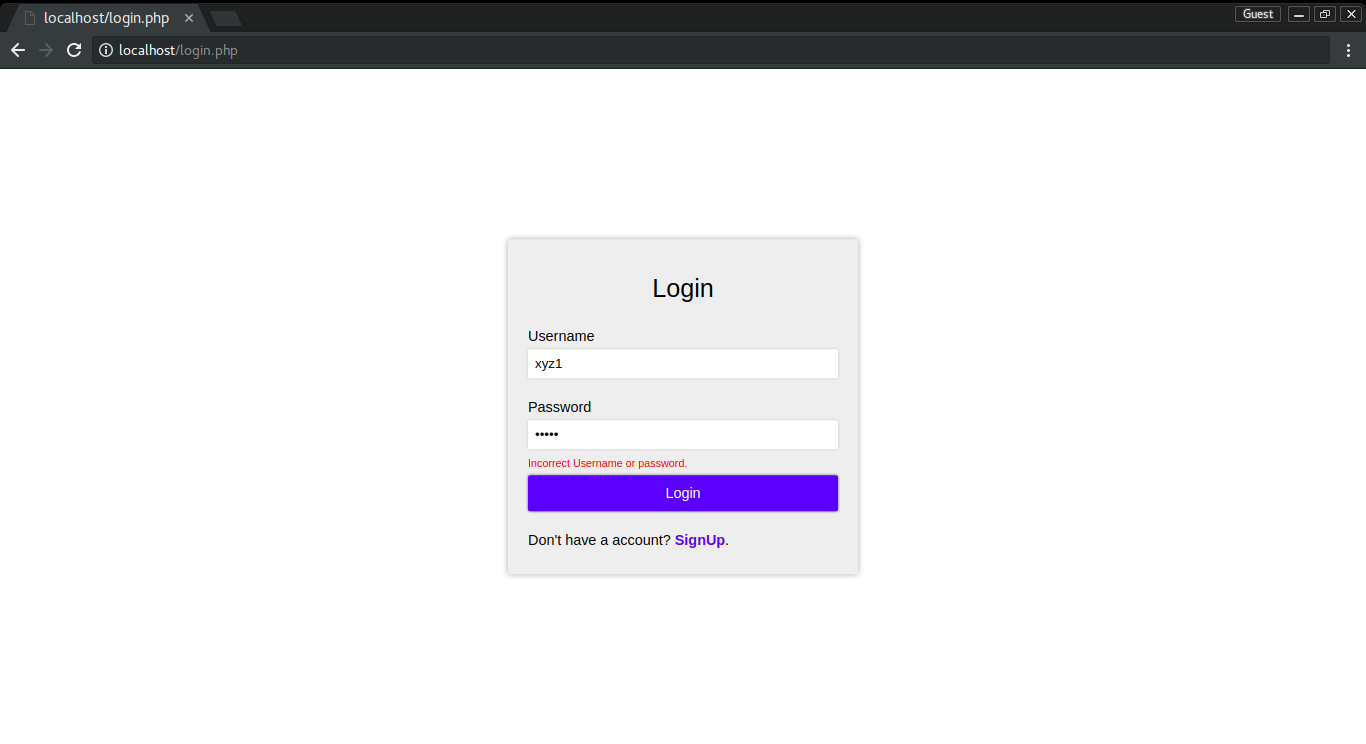 localhost/login.php
Guest
localhost/login.php
Login
Username
xyz1
Password
•••••
Incorrect Username or password.
Login
Don't have a account? SignUp.